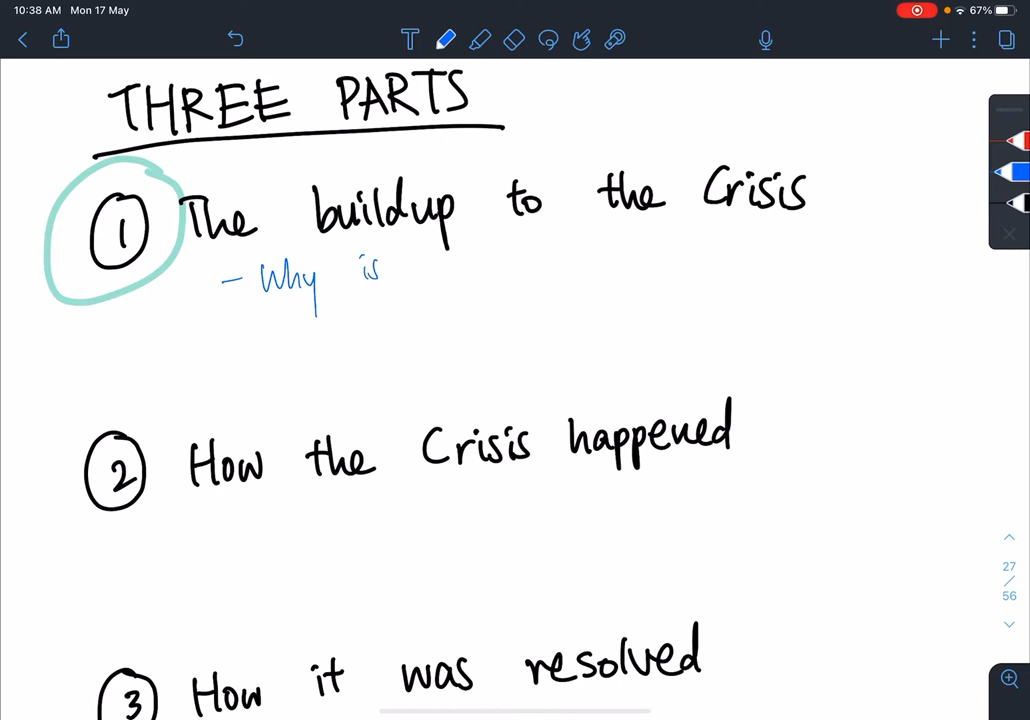 10:38 AM Mon 17 May
67%
THREE PARTS
1 The buildup to the Crisis
- Why is
2 How the Crisis happened
27
/
56
3 How it was resolved